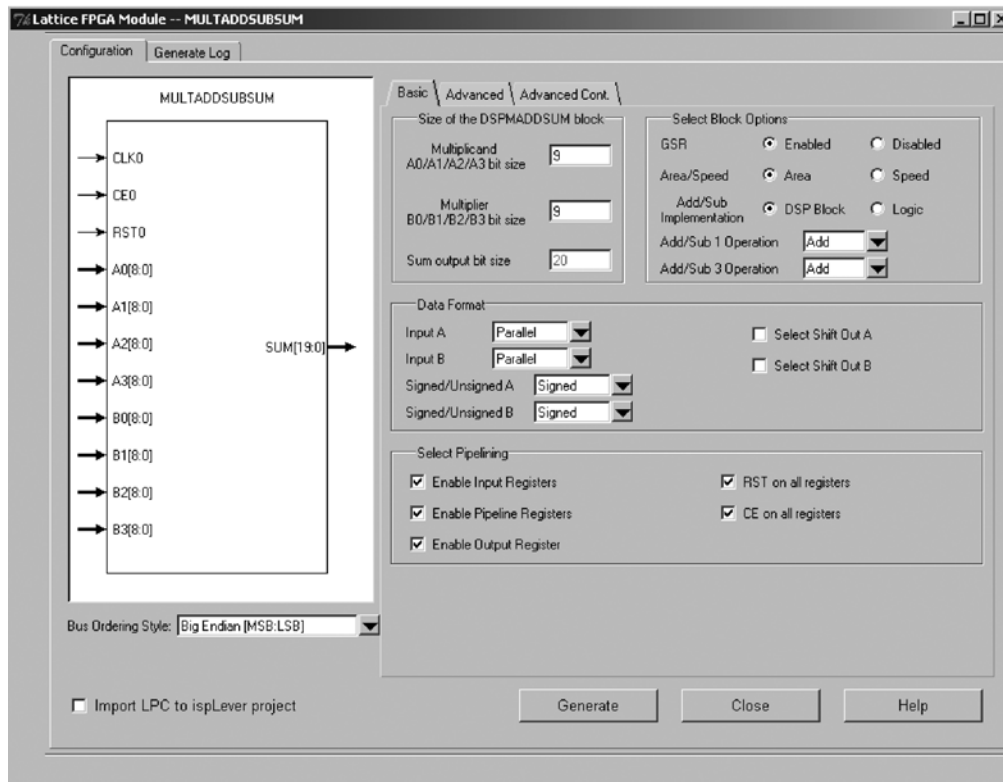 Lattice FPGA Module -- MULTADDSUBSUM
Configuration
Generate Log
MULTADDSUBSUM
CLK0
CE0
RST0
A0[8:0]
A1[8:0]
A2[8:0]
SUM[19:0]
A3[8:0]
B0[8:0]
B1[8:0]
B2[8:0]
B3[8:0]
Bus Ordering Style: Big Endian [MSB:LSB]
Basic
Advanced
Advanced Cont.
Size of the DSPMADDSUM block
Multiplicand
A0/A1/A2/A3 bit size
9
Multiplier
B0/B1/B2/B3 bit size
9
Sum output bit size
20
Select Block Options
GSR Enabled Disabled
Area/Speed Area Speed
Add/Sub
Implementation
DSP Block Logic
Add/Sub 1 Operation Add
Add/Sub 3 Operation Add
Data Format
Input A Parallel
Input B Parallel
Signed/Unsigned A Signed
Signed/Unsigned B Signed
Select Shift Out A
Select Shift Out B
Select Pipelining
Enable Input Registers
Enable Pipeline Registers
Enable Output Register
RST on all registers
CE on all registers
Import LPC to ispLever project
Generate
Close
Help